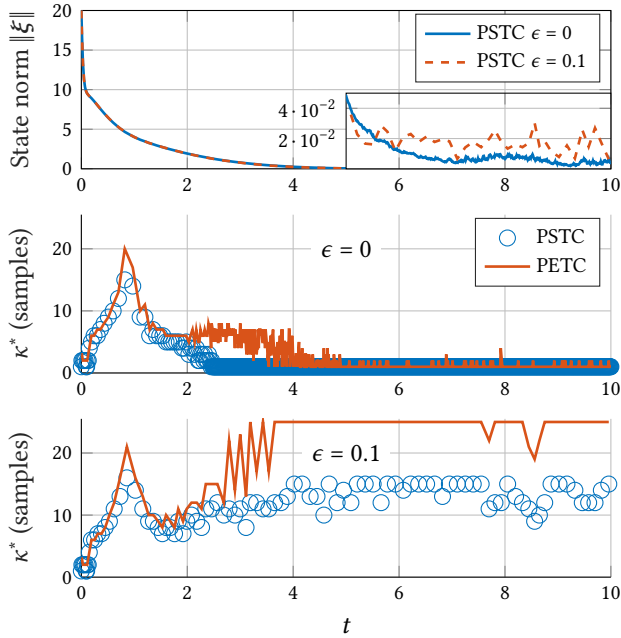 State norm ‖ξ‖
20
15
10
5
0
PSTC ϵ = 0
PSTC ϵ = 0.1
4 · 10⁻²
2 · 10⁻²
0 2 4 6 8 10
κ* (samples)
20
10
0
ϵ = 0
PSTC
PETC
0 2 4 6 8 10
κ* (samples)
20
10
0
ϵ = 0.1
0 2 4 6 8 10
t